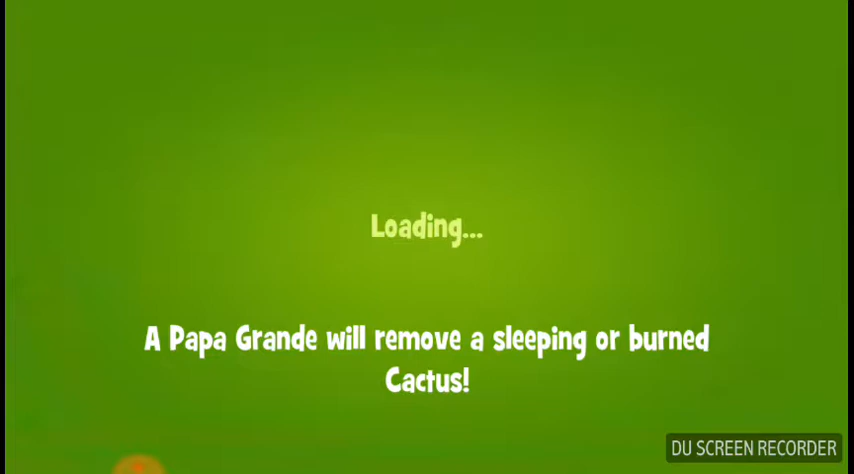 Loading...
A Papa Grande will remove a sleeping or burned
Cactus!
DU SCREEN RECORDER